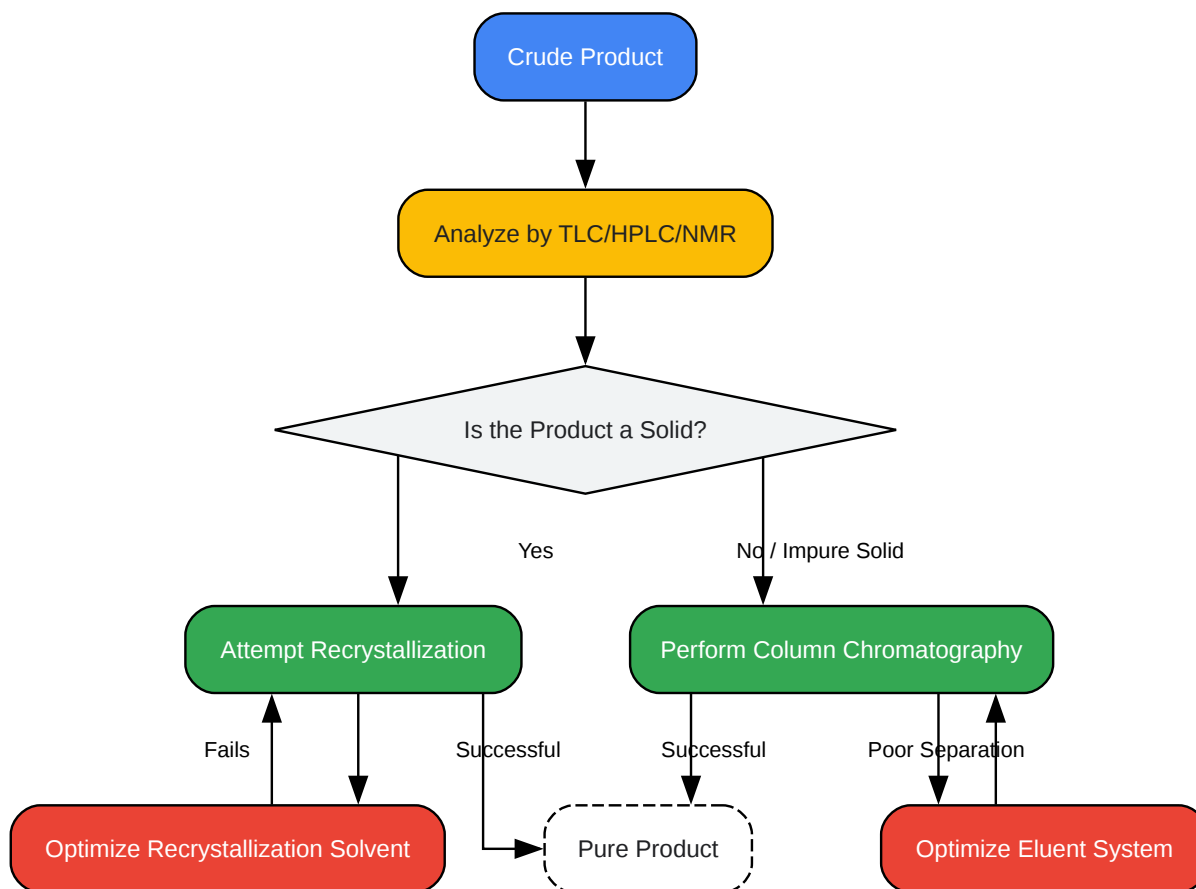 Crude Product
Analyze by TLC/HPLC/NMR
Is the Product a Solid?
Yes
No / Impure Solid
Attempt Recrystallization
Perform Column Chromatography
Fails
Successful
Successful
Poor Separation
Optimize Recrystallization Solvent
Pure Product
Optimize Eluent System